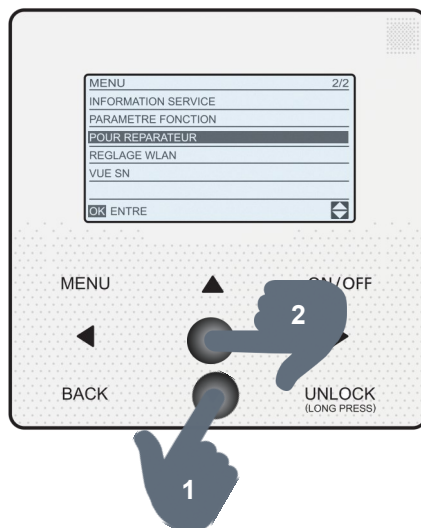 MENU 2/2
INFORMATION SERVICE
PARAMETRE FONCTION
POUR REPARATEUR
REGLAGE WLAN
VUE SN
OK ENTRE
MENU
ON/OFF
2
BACK
UNLOCK
(LONG PRESS)
1